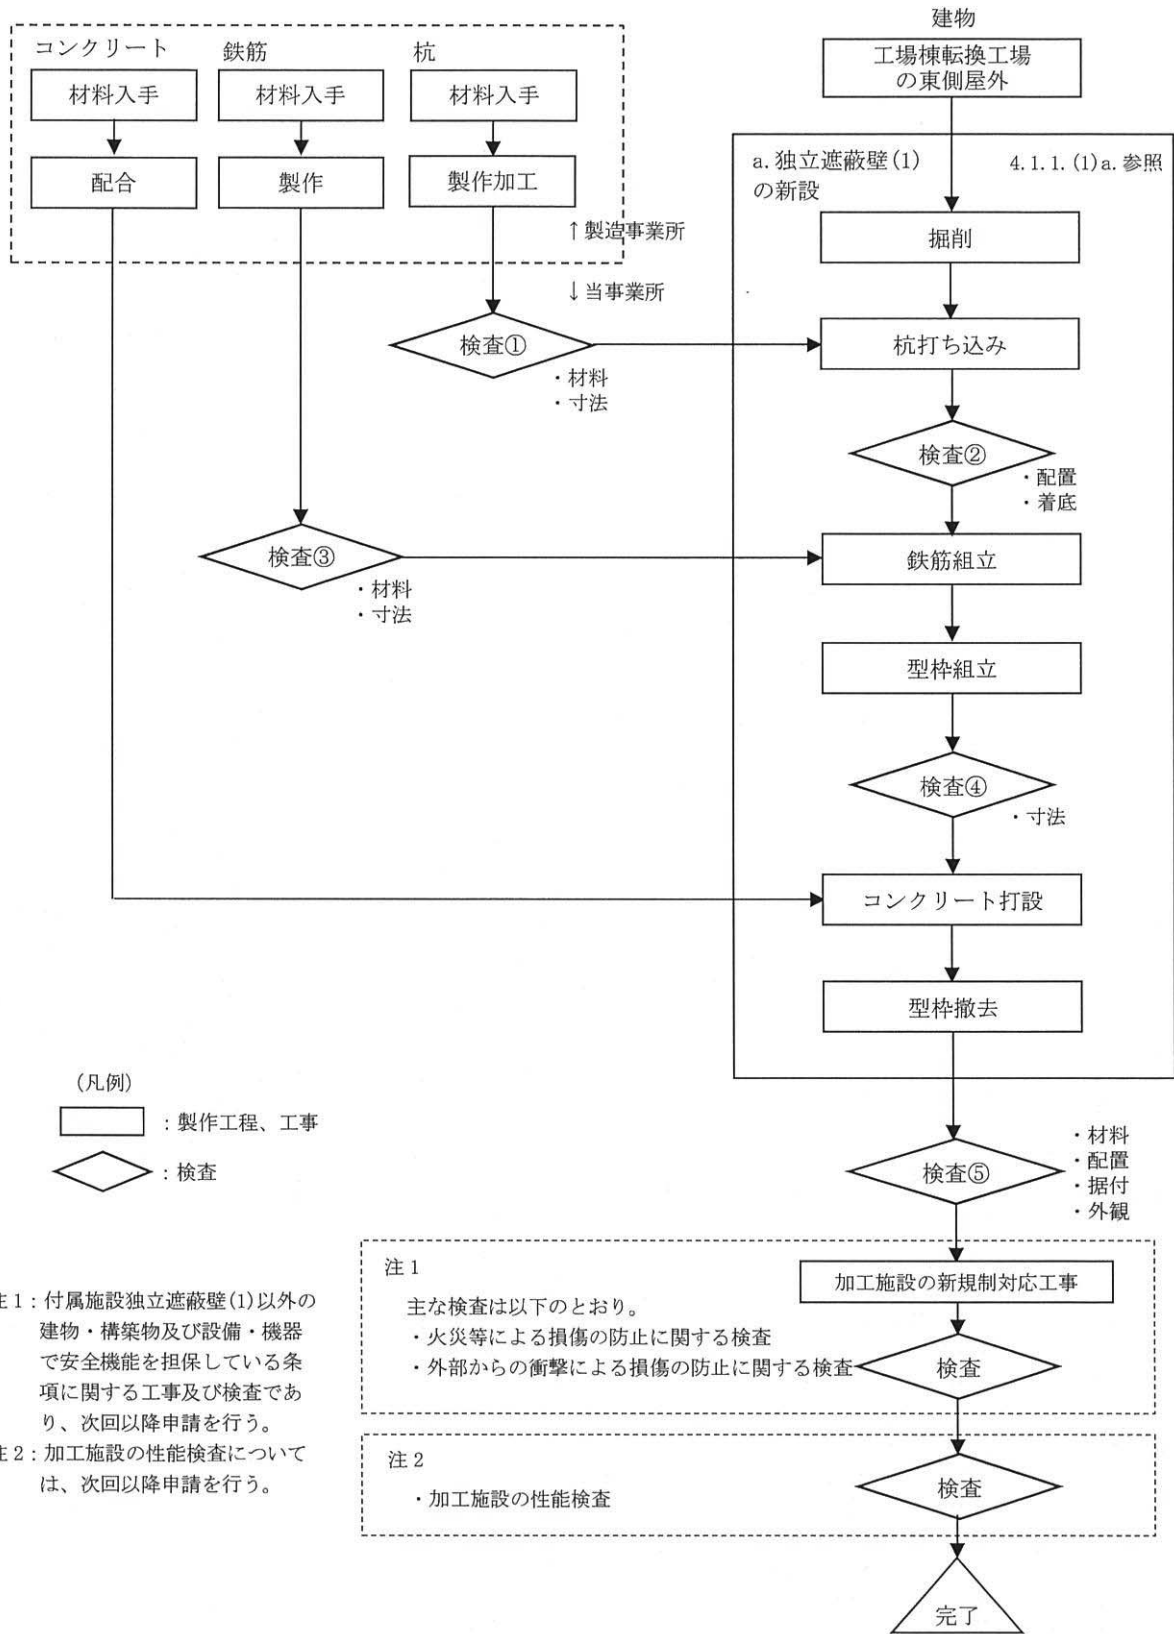 建物
工場棟転換工場
の東側屋外
コンクリート
鉄筋
杭
材料入手
材料入手
材料入手
配合
製作
製作加工
↑製造事業所
↓当事業所
a.独立遮蔽壁(1)
の新設
4.1.1.(1)a.参照
掘削
検査①
・材料
・寸法
杭打ち込み
検査②
・配置
・着底
検査③
・材料
・寸法
鉄筋組立
型枠組立
検査④
・寸法
コンクリート打設
型枠撤去
(凡例)
：製作工程、工事
：検査
検査⑤
・材料
・配置
・据付
・外観
注1
主な検査は以下のとおり。
・火災等による損傷の防止に関する検査
・外部からの衝撃による損傷の防止に関する検査
加工施設の新規制対応工事
検査
注2
・加工施設の性能検査
検査
完了
注1：付属施設独立遮蔽壁(1)以外の
建物・構築物及び設備・機器
で安全機能を担保している条
項に関する工事及び検査であ
り、次回以降申請を行う。
注2：加工施設の性能検査について
は、次回以降申請を行う。